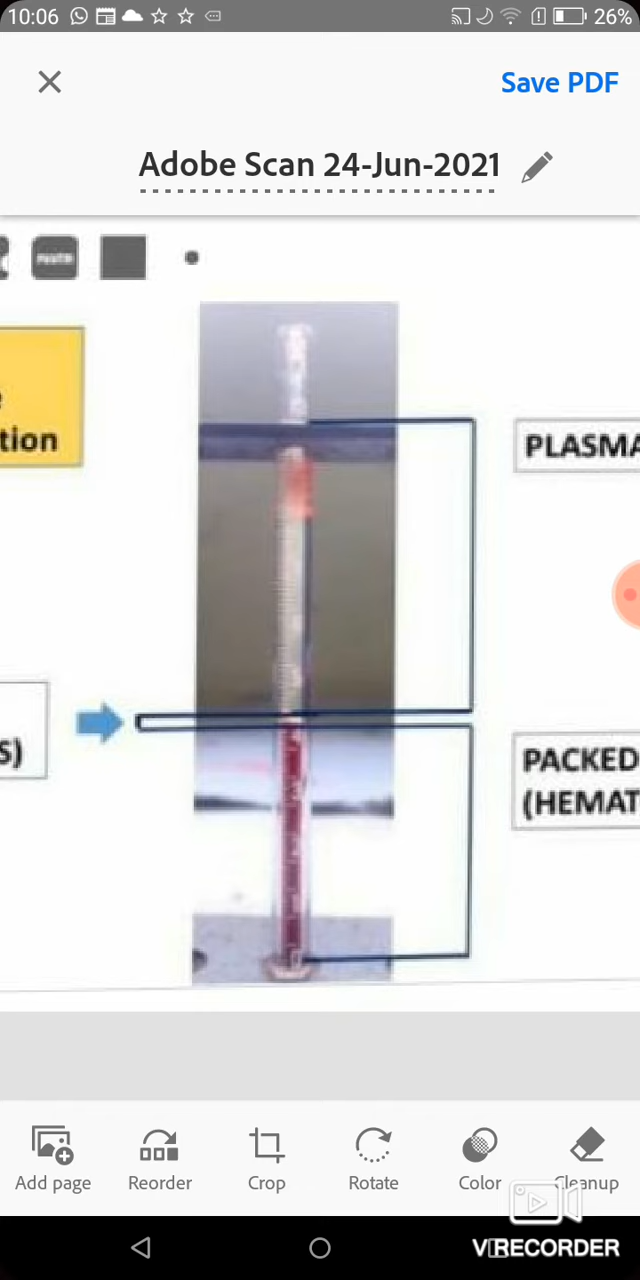 10:06
26%
Save PDF
Adobe Scan 24-Jun-2021
tion
PLASMA
S)
PACKED
(HEMAT
Add page
Reorder
Crop
Rotate
Color
Cleanup
VRECORDER